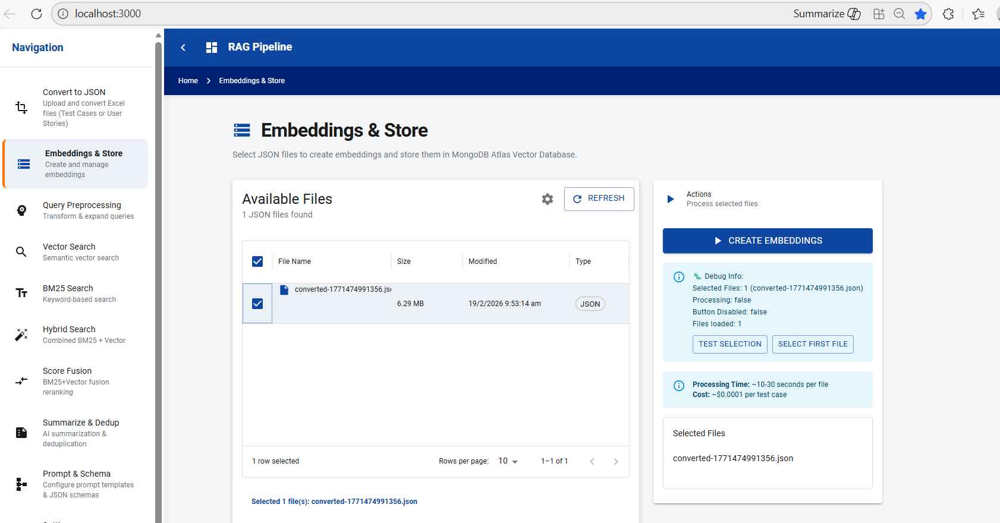 localhost:3000
Summarize
Navigation
Convert to JSON
Upload and convert Excel
files (Test Cases or User
Stories)
Embeddings & Store
Create and manage
embeddings
Query Preprocessing
Transform & expand queries
Vector Search
Semantic vector search
BM25 Search
Keyword-based search
Hybrid Search
Combined BM25 + Vector
Score Fusion
BM25+Vector fusion
reranking
Summarize & Dedup
AI summarization &
deduplication
Prompt & Schema
Configure prompt templates
& JSON schemas
RAG Pipeline
Home
Embeddings & Store
Embeddings & Store
Select JSON files to create embeddings and store them in MongoDB Atlas Vector Database.
Available Files
1 JSON files found
REFRESH
File Name Size Modified Type
converted-1771474991356.js
6.29 MB 19/2/2026 9:53:14 am JSON
1 row selected Rows per page: 10 1–1 of 1
Selected 1 file(s): converted-1771474991356.json
Actions
Process selected files
CREATE EMBEDDINGS
Debug Info:
Selected Files: 1 (converted-1771474991356.json)
Processing: false
Button Disabled: false
Files loaded: 1
TEST SELECTION SELECT FIRST FILE
Processing Time: ~10-30 seconds per file
Cost: ~$0.0001 per test case
Selected Files
converted-1771474991356.json